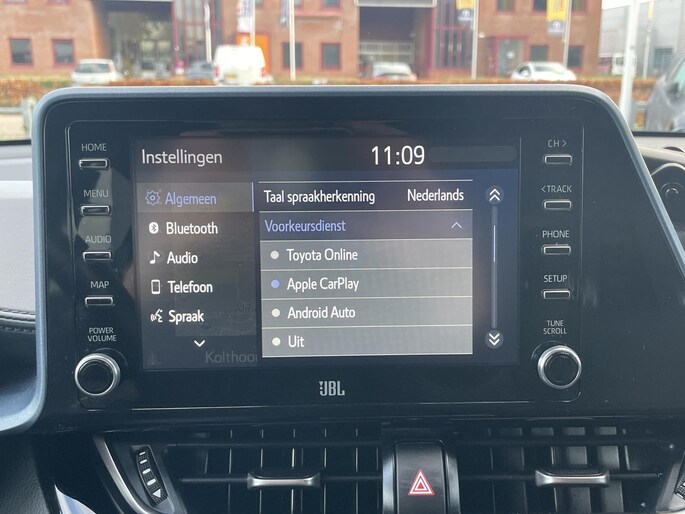 Instellingen 11:09
Algemeen
Bluetooth
Audio
Telefoon
Spraak
Taal spraakherkenning Nederlands
Voorkeursdienst
Toyota Online
Apple CarPlay
Android Auto
Uit
HOME
MENU
AUDIO
MAP
POWER
VOLUME
CH >
< TRACK
PHONE
SETUP
TUNE
SCROLL
JBL